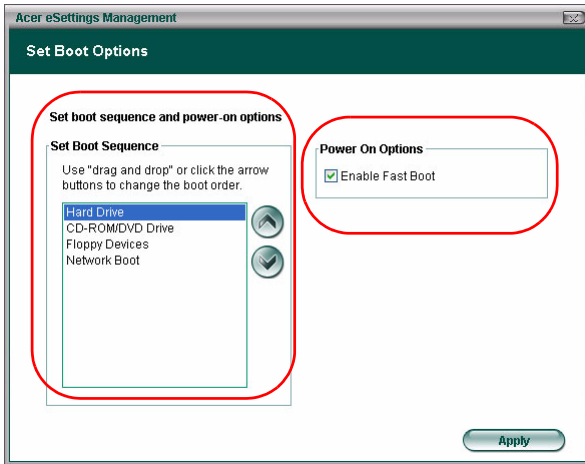 Acer eSettings Management
Set Boot Options
Set boot sequence and power-on options
Set Boot Sequence
Use "drag and drop" or click the arrow
buttons to change the boot order.
Hard Drive
CD-ROM/DVD Drive
Floppy Devices
Network Boot
Power On Options
Enable Fast Boot
Apply